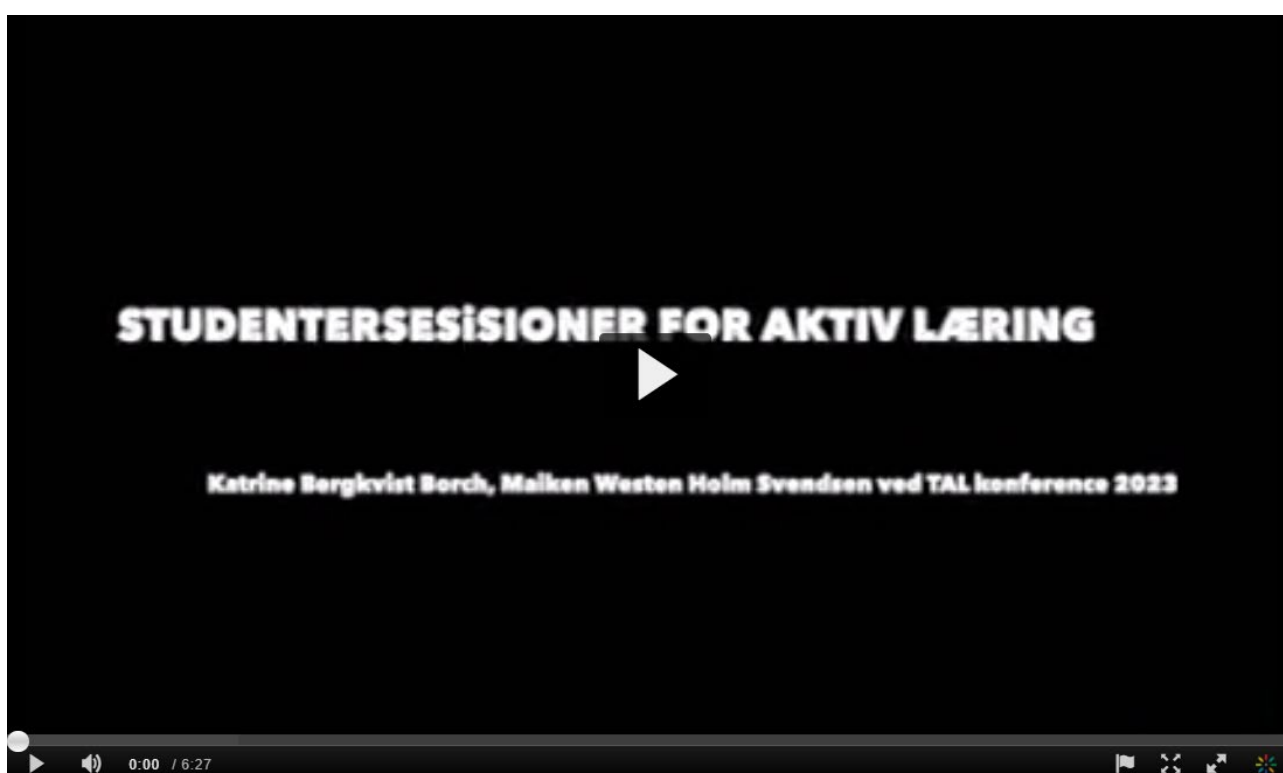 STUDENTERSESiSIONER FOR AKTIV LÆRING
Katrine Bergkvist Borch, Maiken Westen Holm Svendsen ved TAL konference 2023
0:00 / 6:27